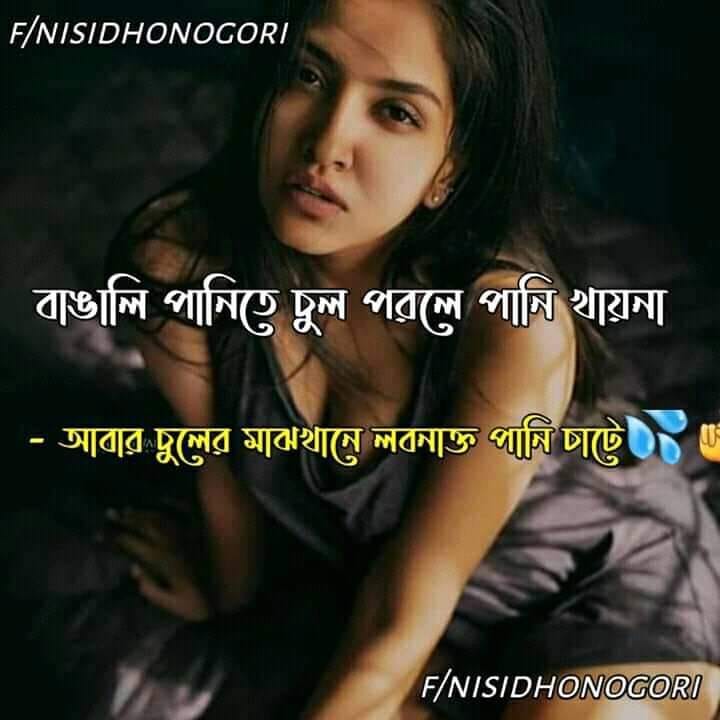 F/NISIDHONOGORI
বাঙালি পানিতে চুল পরলে পানি খায়না
- আবার চুলের মাঝখানে লবনাক্ত পানি চাটে💦 ✊
F/NISIDHONOGORI